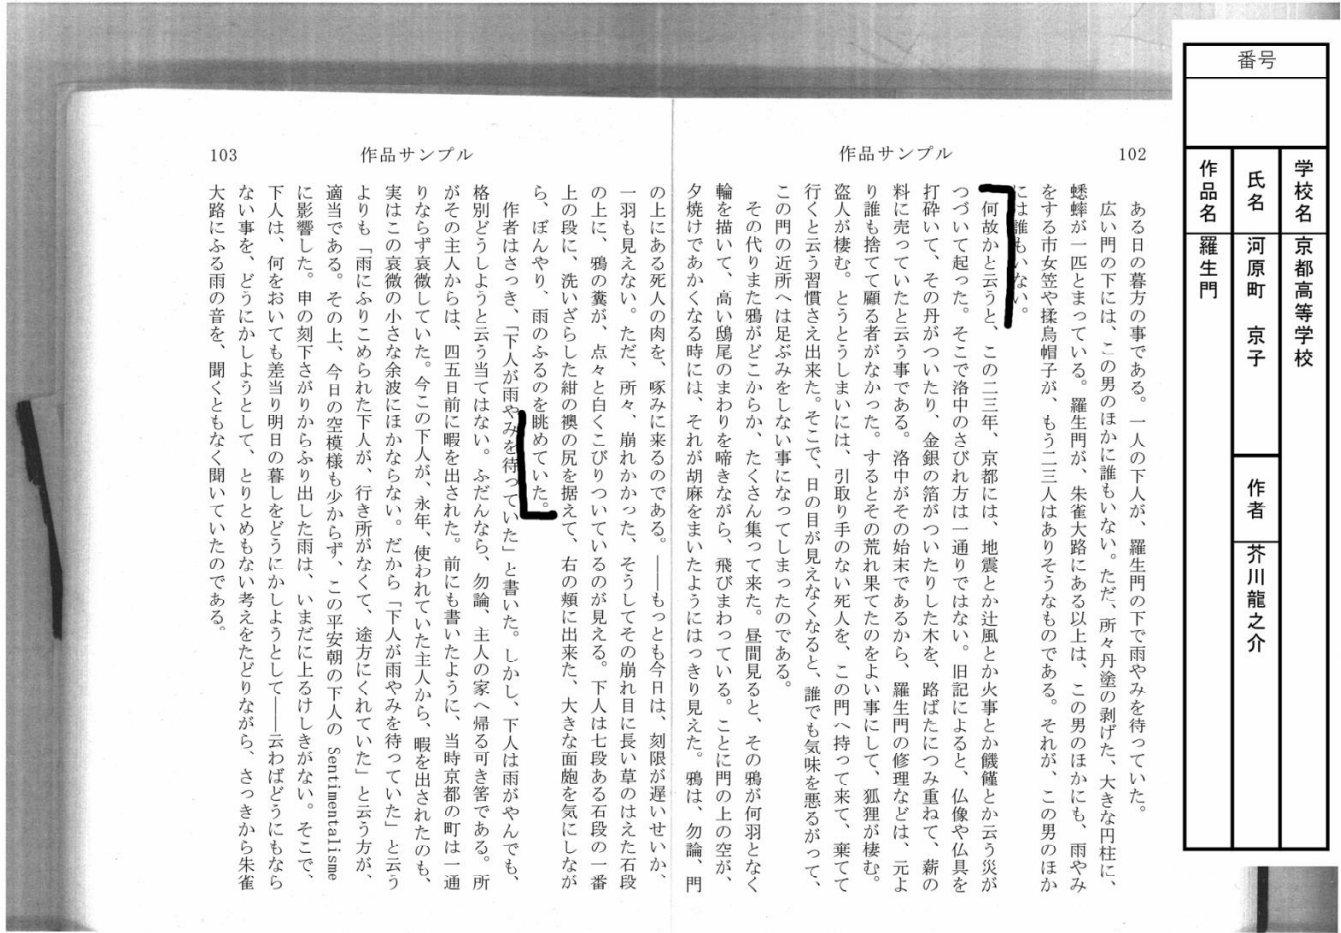 番号
学校名 京都高等学校
氏名 河原町 京子
作者 芥川龍之介
作品名 羅生門
102
作品サンプル
ある日の暮方の事である。一人の下人が、羅生門の下で雨やみを待っていた。
広い門の下には、この男のほかに誰もいない。ただ、所々丹塗の剥げた、大きな円柱に、
蟋蟀が一匹とまっている。羅生門が、朱雀大路にある以上は、この男のほかにも、雨やみ
をする市女笠や揉烏帽子が、もう二三人はありそうなものである。それが、この男のほか
には誰もいない。
何故かと云うと、この二三年、京都には、地震とか辻風とか火事とか饑饉とか云う災が
つづいて起った。そこで洛中のさびれ方は一通りではない。旧記によると、仏像や仏具を
打砕いて、その丹がついたり、金銀の箔がついたりした木を、路ばたにつみ重ねて、薪の
料に売っていたと云う事である。洛中がその始末であるから、羅生門の修理などは、元よ
り誰も捨てて顧る者がなかった。するとその荒れ果てたのをよい事にして、狐狸が棲む。
盗人が棲む。とうとうしまいには、引取り手のない死人を、この門へ持って来て、棄てて
行くと云う習慣さえ出来た。そこで、日の目が見えなくなると、誰でも気味を悪るがって、
この門の近所へは足ぶみをしない事になってしまったのである。
その代りまた鴉がどこからか、たくさん集って来た。昼間見ると、その鴉が何羽となく
輪を描いて、高い鴟尾のまわりを啼きながら、飛びまわっている。ことに門の上の空が、
夕焼けであかくなる時には、それが胡麻をまいたようにはっきり見えた。鴉は、勿論、門
103
作品サンプル
の上にある死人の肉を、啄みに来るのである。――もっとも今日は、刻限が遅いせいか、
一羽も見えない。ただ、所々、崩れかかった、そうしてその崩れ目に長い草のはえた石段
の上に、鴉の糞が、点々と白くこびりついているのが見える。下人は七段ある石段の一番
上の段に、洗いざらした紺の襖の尻を据えて、右の頬に出来た、大きな面皰を気にしなが
ら、ぼんやり、雨のふるのを眺めていた。
作者はさっき、「下人が雨やみを待っていた」と書いた。しかし、下人は雨がやんでも、
格別どうしようと云う当てはない。ふだんなら、勿論、主人の家へ帰る可き筈である。所
がその主人からは、四五日前に暇を出された。前にも書いたように、当時京都の町は一通
りならず衰微していた。今この下人が、永年、使われていた主人から、暇を出されたのも、
実はこの衰微の小さな余波にほかならない。だから「下人が雨やみを待っていた」と云う
よりも「雨にふりこめられた下人が、行き所がなくて、途方にくれていた」と云う方が、
適当である。その上、今日の空模様も少からず、この平安朝の下人の Sentimentalisme
に影響した。申の刻下さがりからふり出した雨は、いまだに上るけしきがない。そこで、
下人は、何をおいても差当り明日の暮しをどうにかしようとして――云わばどうにもなら
ない事を、どうにかしようとして、とりとめもない考えをたどりながら、さっきから朱雀
大路にふる雨の音を、聞くともなく聞いていたのである。